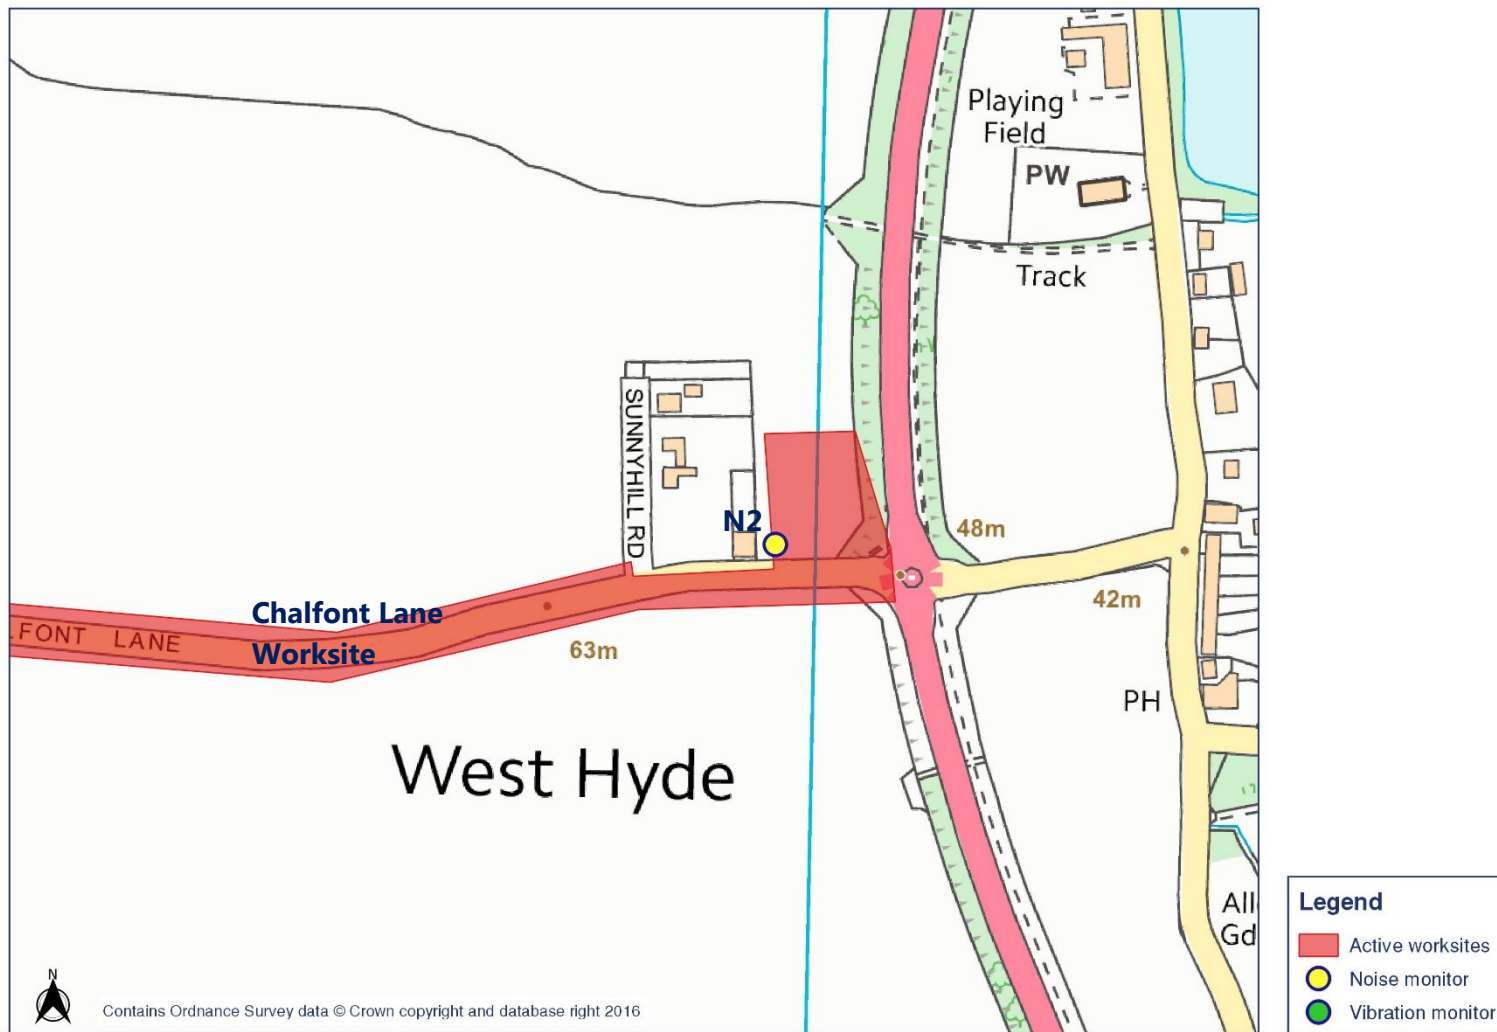 Playing
Field
PW
Track
SUNNYHILL RD
N2
48m
Chalfont Lane
Worksite
LFONT LANE
63m
42m
PH
West Hyde
All
Gd
N
Contains Ordnance Survey data © Crown copyright and database right 2016
Legend
Active worksites
Noise monitor
Vibration monitor